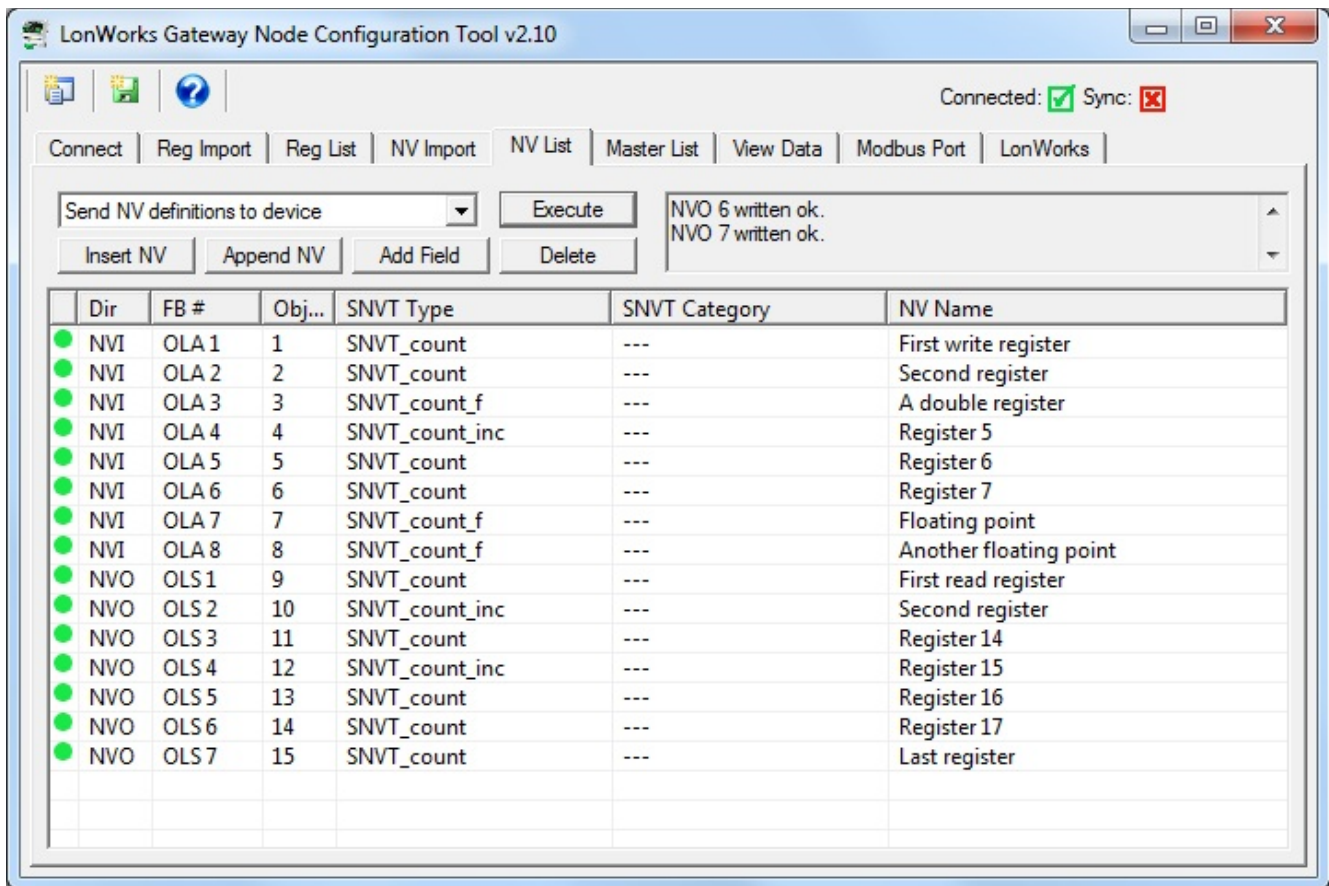 LonWorks Gateway Node Configuration Tool v2.10
Connected: Sync:
Connect Reg Import Reg List NV Import NV List Master List View Data Modbus Port LonWorks
Send NV definitions to device Execute
NVO 6 written ok.
NVO 7 written ok.
Insert NV Append NV Add Field Delete
Dir FB # Obj... SNVT Type SNVT Category NV Name
NVI OLA 1 1 SNVT_count --- First write register
NVI OLA 2 2 SNVT_count --- Second register
NVI OLA 3 3 SNVT_count_f --- A double register
NVI OLA 4 4 SNVT_count_inc --- Register 5
NVI OLA 5 5 SNVT_count --- Register 6
NVI OLA 6 6 SNVT_count --- Register 7
NVI OLA 7 7 SNVT_count_f --- Floating point
NVI OLA 8 8 SNVT_count_f --- Another floating point
NVO OLS 1 9 SNVT_count --- First read register
NVO OLS 2 10 SNVT_count_inc --- Second register
NVO OLS 3 11 SNVT_count --- Register 14
NVO OLS 4 12 SNVT_count_inc --- Register 15
NVO OLS 5 13 SNVT_count --- Register 16
NVO OLS 6 14 SNVT_count --- Register 17
NVO OLS 7 15 SNVT_count --- Last register